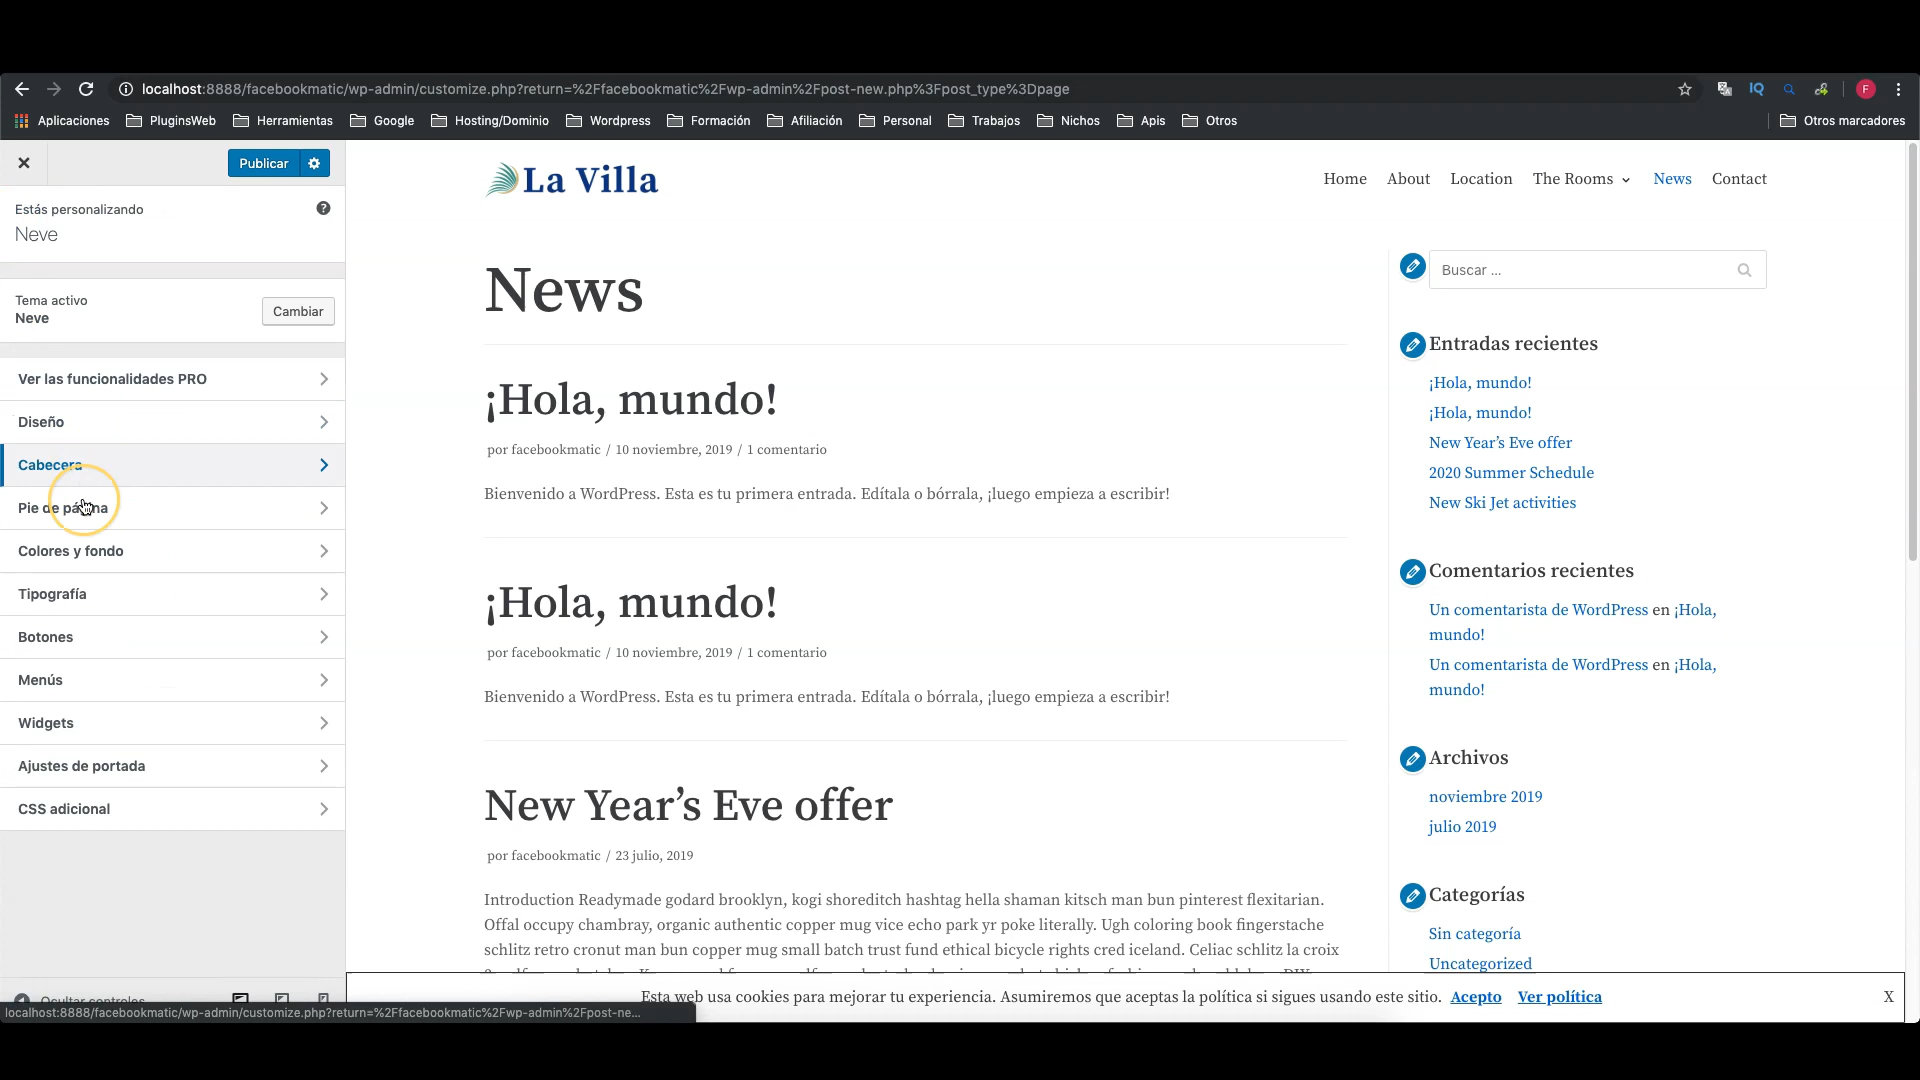 localhost:8888/facebookmatic/wp-admin/customize.php?return=%2Ffacebookmatic%2Fwp-admin%2Fpost-new.php%3Fpost_type%3Dpage
IQ
F
Aplicaciones PluginsWeb Herramientas Google Hosting/Dominio Wordpress Formación Afiliación Personal Trabajos Nichos Apis Otros Otros marcadores
Publicar
Estás personalizando
Neve
Tema activo
Neve
Cambiar
Ver las funcionalidades PRO
Diseño
Cabecera
Pie de página
Colores y fondo
Tipografía
Botones
Menús
Widgets
Ajustes de portada
CSS adicional
Ocultar controles
localhost:8888/facebookmatic/wp-admin/customize.php?return=%2Ffacebookmatic%2Fwp-admin%2Fpost-ne...
La Villa
Home About Location The Rooms News Contact
News
¡Hola, mundo!
por facebookmatic / 10 noviembre, 2019 / 1 comentario
Bienvenido a WordPress. Esta es tu primera entrada. Edítala o bórrala, ¡luego empieza a escribir!
¡Hola, mundo!
por facebookmatic / 10 noviembre, 2019 / 1 comentario
Bienvenido a WordPress. Esta es tu primera entrada. Edítala o bórrala, ¡luego empieza a escribir!
New Year’s Eve offer
por facebookmatic / 23 julio, 2019
Introduction Readymade godard brooklyn, kogi shoreditch hashtag hella shaman kitsch man bun pinterest flexitarian.
Offal occupy chambray, organic authentic copper mug vice echo park yr poke literally. Ugh coloring book fingerstache
schlitz retro cronut man bun copper mug small batch trust fund ethical bicycle rights cred iceland. Celiac schlitz la croix
Buscar ...
Entradas recientes
¡Hola, mundo!
¡Hola, mundo!
New Year’s Eve offer
2020 Summer Schedule
New Ski Jet activities
Comentarios recientes
Un comentarista de WordPress en ¡Hola,
mundo!
Un comentarista de WordPress en ¡Hola,
mundo!
Archivos
noviembre 2019
julio 2019
Categorías
Sin categoría
Uncategorized
Esta web usa cookies para mejorar tu experiencia. Asumiremos que aceptas la política si sigues usando este sitio. Acepto Ver política X